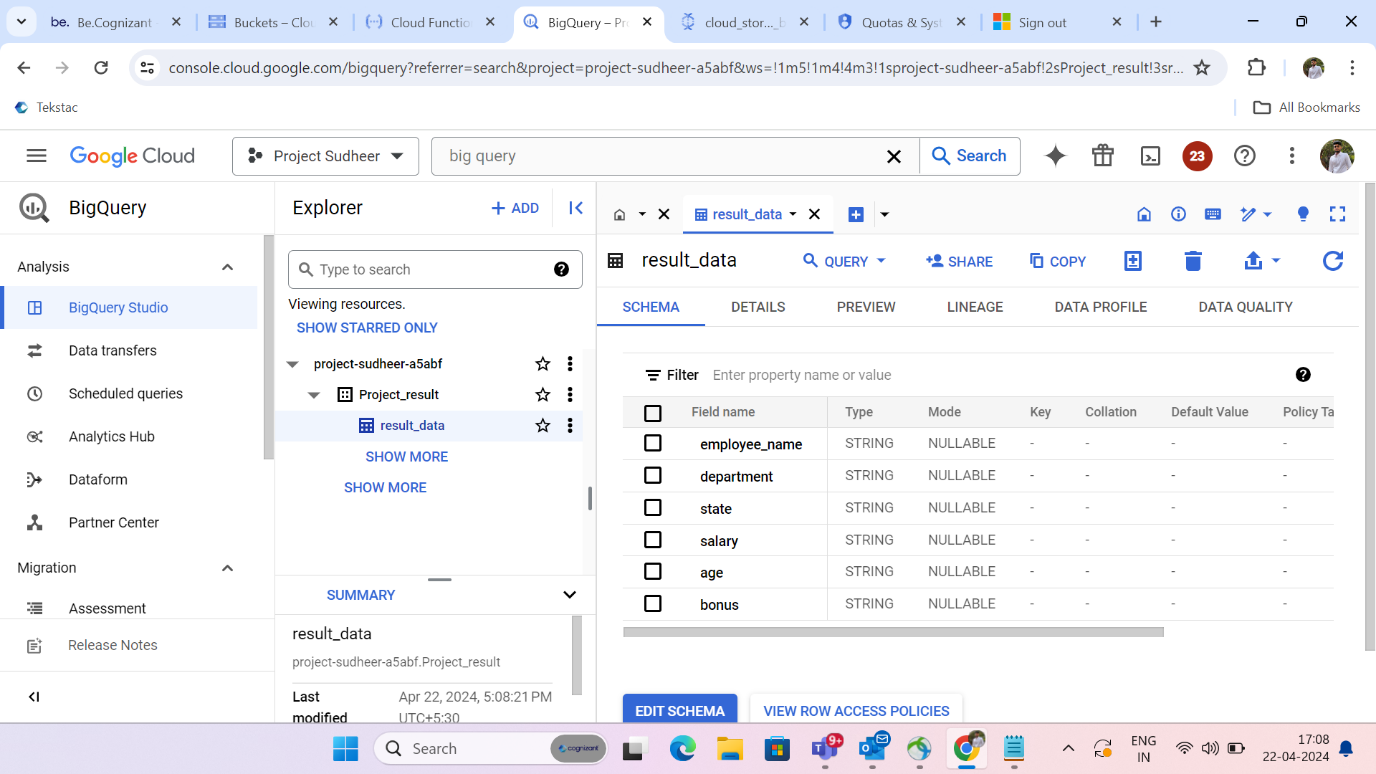 be. Be.Cognizant -
Buckets – Clou
Cloud Functio
BigQuery – Pr
cloud_stor..._b
Quotas & Syst
Sign out
console.cloud.google.com/bigquery?referrer=search&project=project-sudheer-a5abf&ws=!1m5!1m4!4m3!1sproject-sudheer-a5abf!2sProject_result!3sr...
Tekstac
All Bookmarks
Google Cloud
Project Sudheer
big query
Search
23
BigQuery
Analysis
BigQuery Studio
Data transfers
Scheduled queries
Analytics Hub
Dataform
Partner Center
Migration
Assessment
Release Notes
Explorer
+ ADD
Type to search
Viewing resources.
SHOW STARRED ONLY
project-sudheer-a5abf
Project_result
result_data
SHOW MORE
SHOW MORE
SUMMARY
result_data
project-sudheer-a5abf.Project_result
Last Apr 22, 2024, 5:08:21 PM
modified UTC+5:30
result_data
result_data QUERY SHARE COPY
SCHEMA DETAILS PREVIEW LINEAGE DATA PROFILE DATA QUALITY
Filter Enter property name or value
Field name Type Mode Key Collation Default Value Policy Ta
employee_name STRING NULLABLE - - - -
department STRING NULLABLE - - - -
state STRING NULLABLE - - - -
salary STRING NULLABLE - - - -
age STRING NULLABLE - - - -
bonus STRING NULLABLE - - - -
EDIT SCHEMA VIEW ROW ACCESS POLICIES
Search
cognizant
9+
ENG
IN
17:08
22-04-2024